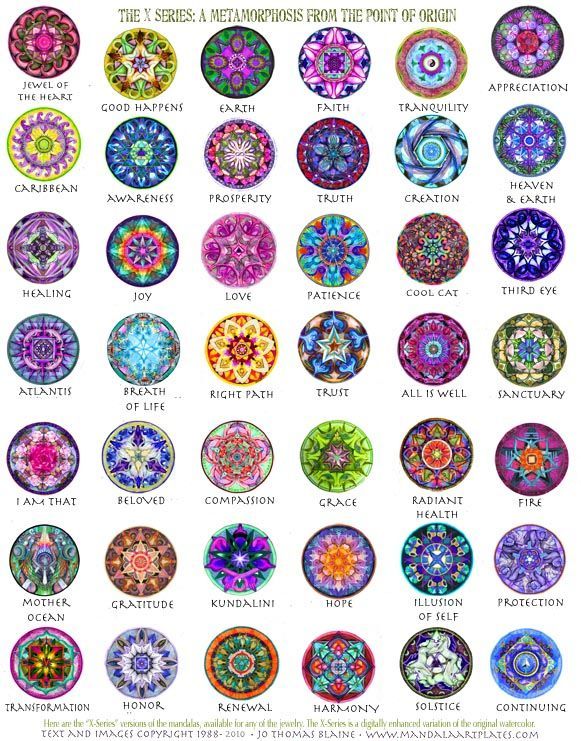 THE X SERIES: A METAMORPHOSIS FROM THE POINT OF ORIGIN
JEWEL OF
THE HEART
GOOD HAPPENS
EARTH
FAITH
TRANQUILITY
APPRECIATION
CARIBBEAN
AWARENESS
PROSPERITY
TRUTH
CREATION
HEAVEN
& EARTH
HEALING
JOY
LOVE
PATIENCE
COOL CAT
THIRD EYE
ATLANTIS
BREATH
OF LIFE
RIGHT PATH
TRUST
ALL IS WELL
SANCTUARY
I AM THAT
BELOVED
COMPASSION
GRACE
RADIANT
HEALTH
FIRE
MOTHER
OCEAN
GRATITUDE
KUNDALINI
HOPE
ILLUSION
OF SELF
PROTECTION
TRANSFORMATION
HONOR
RENEWAL
HARMONY
SOLSTICE
CONTINUING
Here are the "X-Series" versions of the mandalas, available for any of the jewelry. The X-Series is a digitally enhanced variation of the original watercolor.
TEXT AND IMAGES COPYRIGHT 1988- 2010 • JO THOMAS BLAINE • WWW.MANDALAARTPLATES.COM